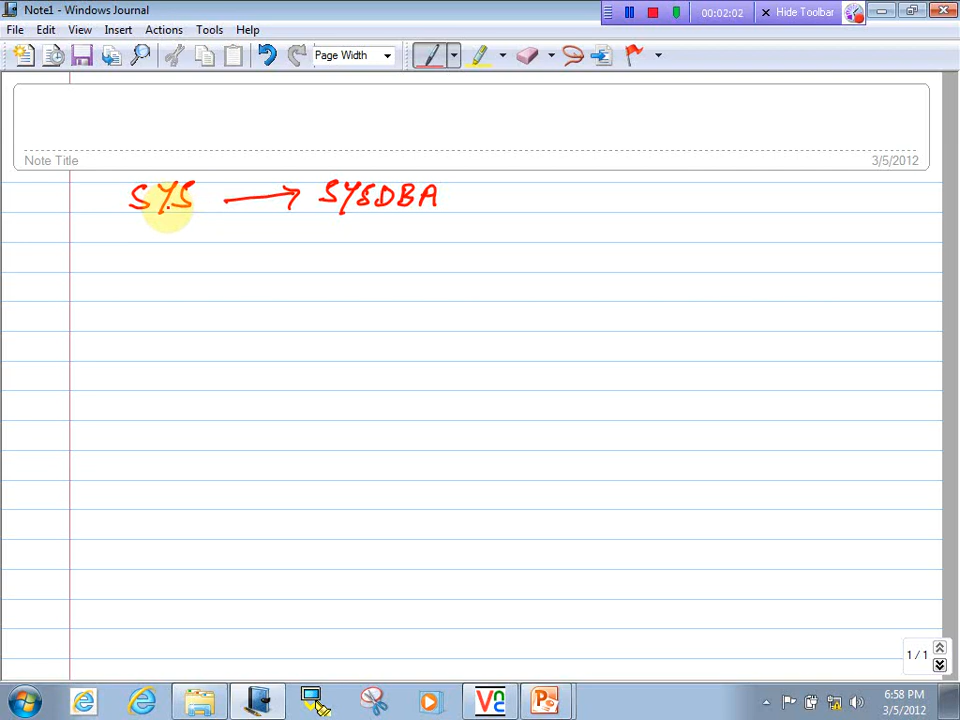 Note1 - Windows Journal
00:02:02
Hide Toolbar
File Edit View Insert Actions Tools Help
Page Width
Note Title
3/5/2012
SYS → SYSDBA
1 / 1
6:58 PM
3/5/2012